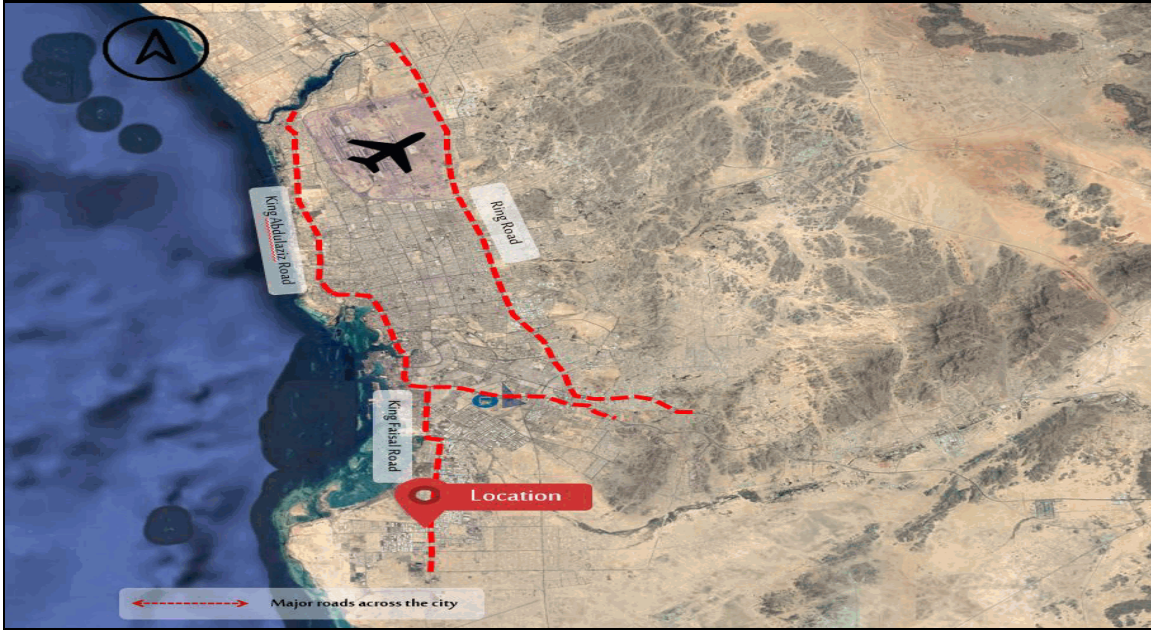 King Abdulaziz Road
Ring Road
King Faisal Road
Location
Major roads across the city